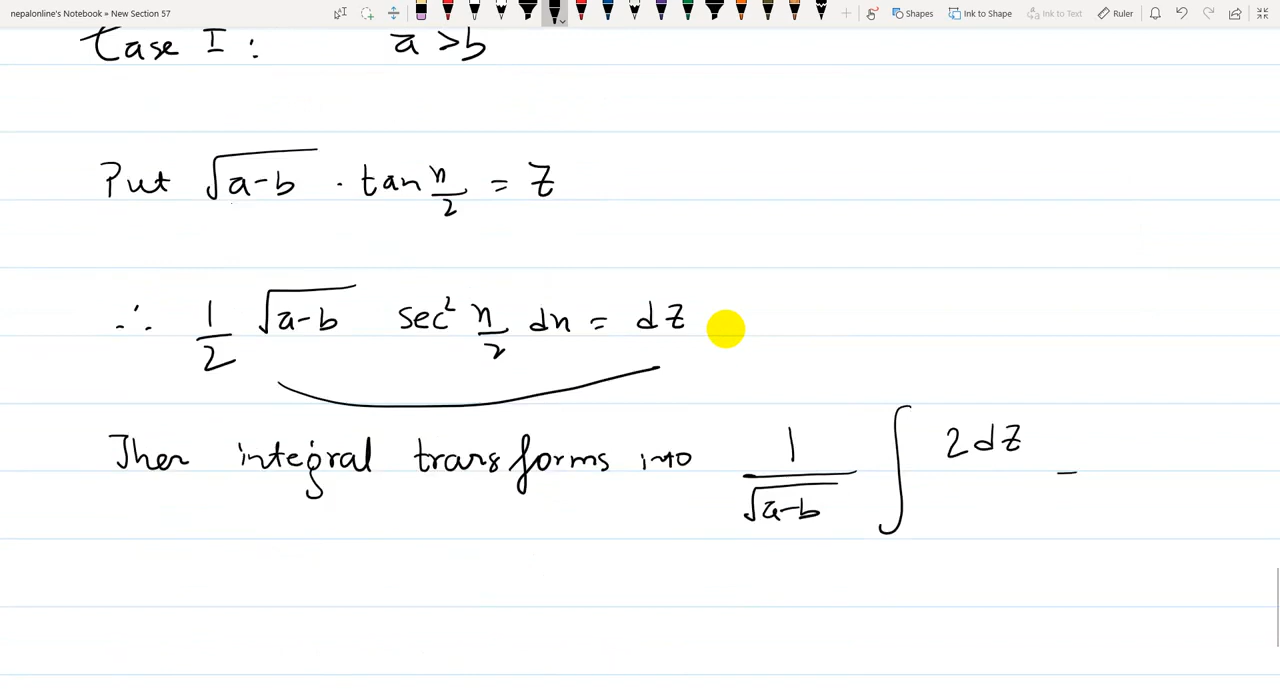 nepalonline's Notebook » New Section 57 Shapes Ink to Shape Ink to Text Ruler
Case I : a > b
Put √(a-b) · tan x/2 = Z
∴ 1/2 √(a-b) sec² x/2 dx = dZ
Then integral transforms into 1/√(a-b) ∫ 2dZ –